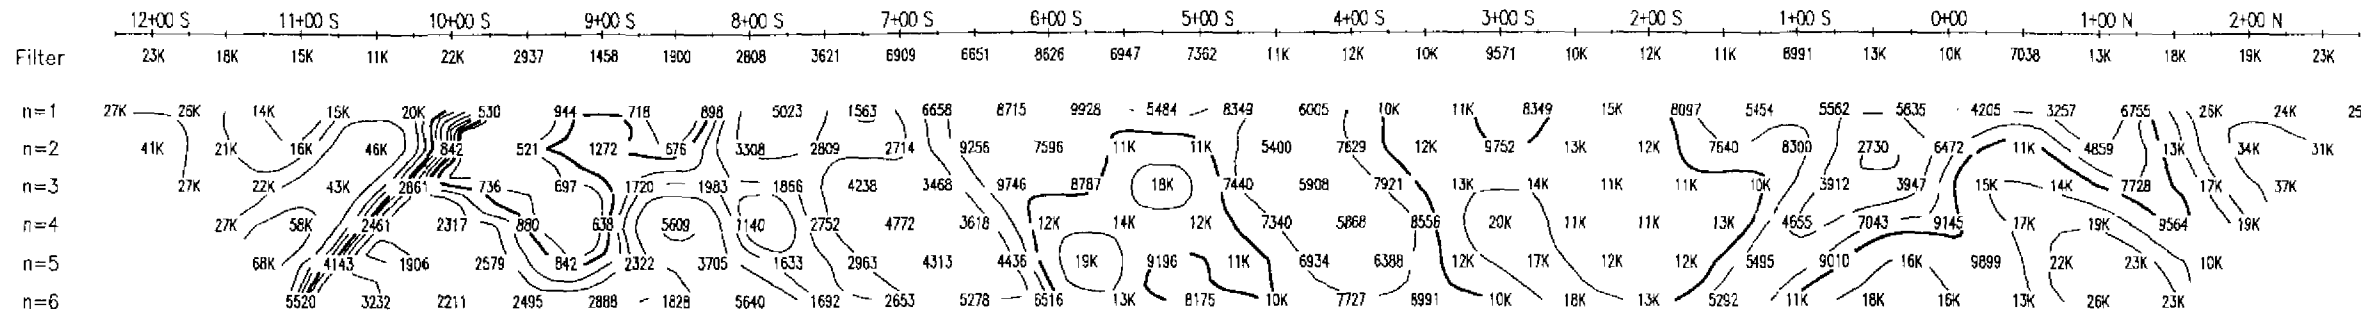 12+00 S 11+00 S 10+00 S 9+00 S 8+00 S 7+00 S 6+00 S 5+00 S 4+00 S 3+00 S 2+00 S 1+00 S 0+00 1+00 N 2+00 N
Filter 23K 18K 15K 11K 22K 2937 1458 1900 2808 3621 6909 6651 8626 6947 7362 11K 12K 10K 9571 10K 12K 11K 8991 13K 10K 7038 13K 18K 19K 23K
n=1 27K 26K 14K 16K 20K 530 944 718 898 5023 1563 6658 8715 9928 5484 8349 6005 10K 11K 8349 15K 8097 5454 5562 5635 4205 3257 6755 26K 24K 25
n=2 41K 21K 16K 46K 842 521 1272 576 3308 2809 2714 9256 7596 11K 11K 5400 7629 12K 9752 13K 12K 7640 8300 2730 6472 11K 4859 13K 34K 31K
n=3 27K 22K 43K 2861 736 697 1720 1983 1866 4238 3468 9746 8787 18K 7440 5908 7921 13K 14K 11K 11K 10K 3912 3947 15K 14K 7728 17K 37K
n=4 27K 58K 2461 2317 880 638 5609 1140 2752 4772 3618 12K 14K 12K 7340 5868 8556 20K 11K 11K 13K 4655 7043 9145 17K 19K 9564 19K
n=5 68K 4143 1906 2579 842 2322 3705 1633 2963 4313 4436 19K 9196 11K 6934 6388 12K 17K 12K 12K 5495 9010 16K 9899 22K 23K 10K
n=6 5520 3232 2211 2495 2888 1828 5640 1692 2653 5278 6516 13K 8175 10K 7727 8991 10K 18K 13K 5292 11K 18K 16K 13K 26K 23K